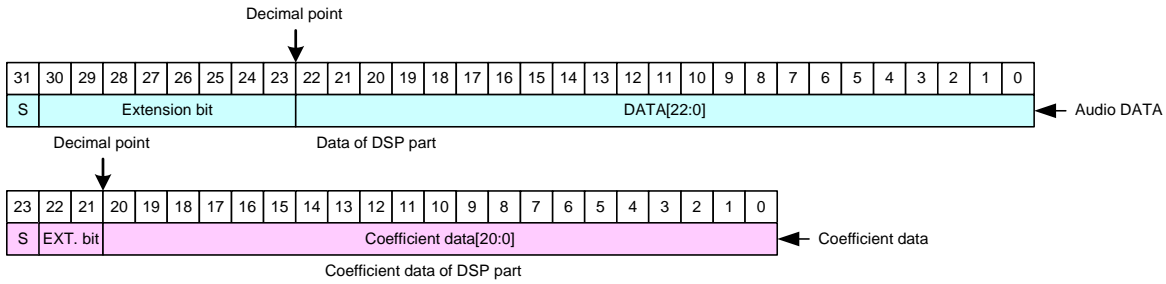 Decimal point
31 30 29 28 27 26 25 24 23 22 21 20 19 18 17 16 15 14 13 12 11 10 9 8 7 6 5 4 3 2 1 0
S Extension bit DATA[22:0] Audio DATA
Decimal point Data of DSP part
23 22 21 20 19 18 17 16 15 14 13 12 11 10 9 8 7 6 5 4 3 2 1 0
S EXT. bit Coefficient data[20:0] Coefficient data
Coefficient data of DSP part